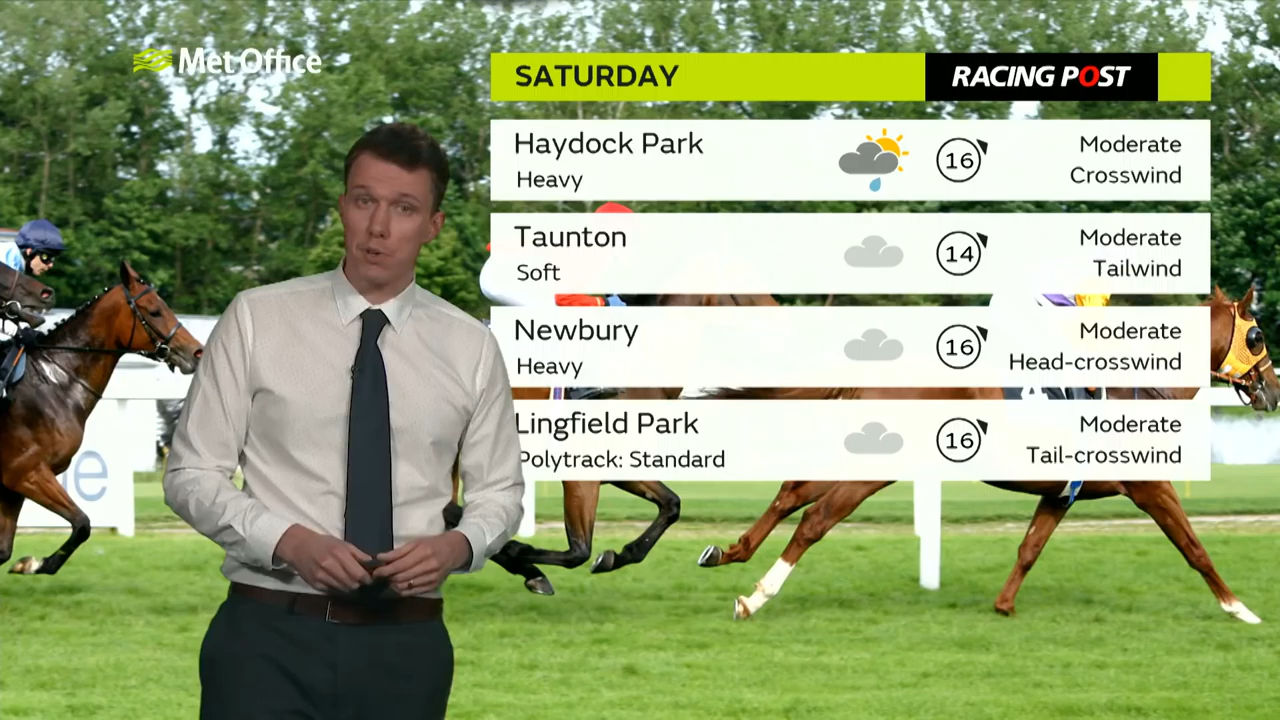 Met Office
SATURDAY
RACING POST
Haydock Park
Heavy
16
Moderate
Crosswind
Taunton
Soft
14
Moderate
Tailwind
Newbury
Heavy
16
Moderate
Head-crosswind
Lingfield Park
Polytrack: Standard
16
Moderate
Tail-crosswind